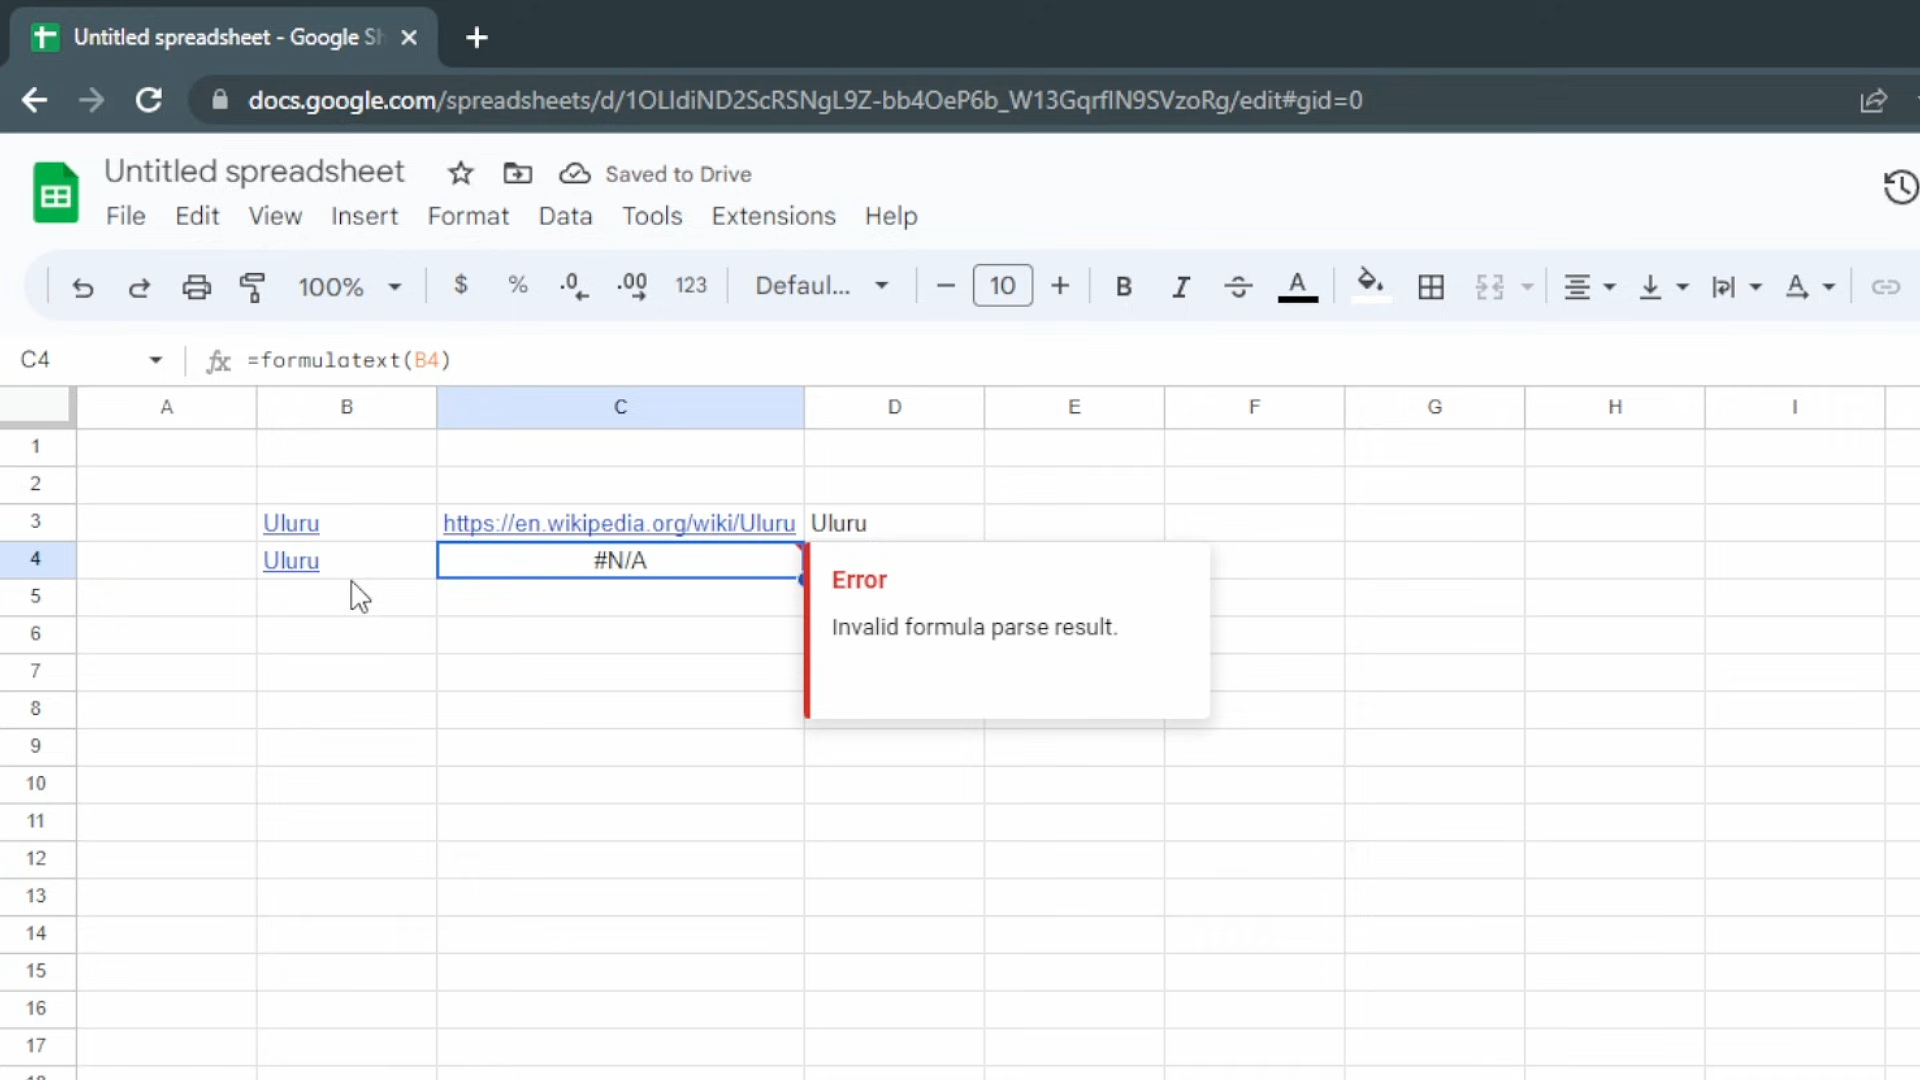 Untitled spreadsheet - Google Sh
docs.google.com/spreadsheets/d/1OLIdiND2ScRSNgL9Z-bb4OeP6b_W13GqrfIN9SVzoRg/edit#gid=0
Untitled spreadsheet Saved to Drive
File Edit View Insert Format Data Tools Extensions Help
100% $ % .0 .00 123 Defaul... 10 B I A A
C4 fx =formulatext(B4)
A B C D E F G H I
1
2
3 Uluru https://en.wikipedia.org/wiki/Uluru Uluru
4 Uluru #N/A
Error
5
Invalid formula parse result.
6
7
8
9
10
11
12
13
14
15
16
17